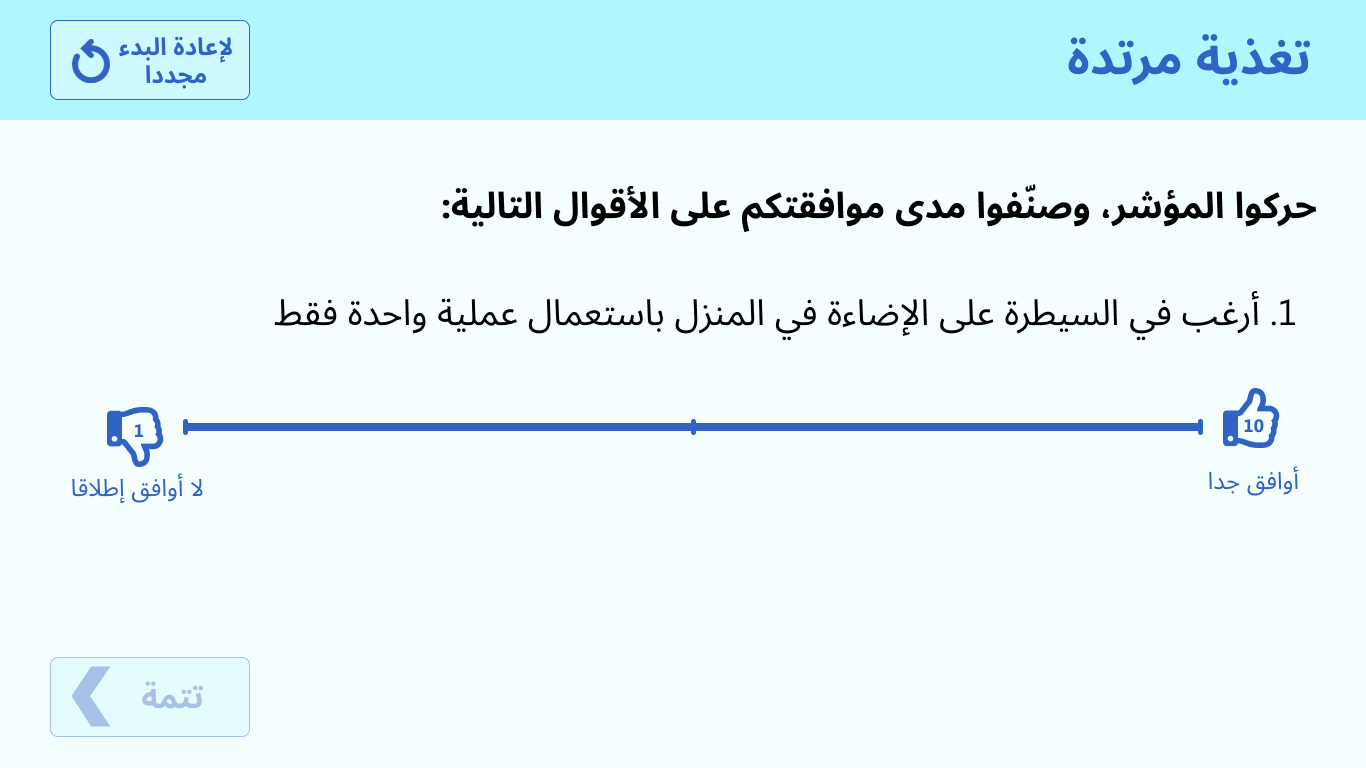 تغذية مرتدة
لإعادة البدء
مجددا
حركوا المؤشر، وصنّفوا مدى موافقتكم على الأقوال التالية:
1. أرغب في السيطرة على الإضاءة في المنزل باستعمال عملية واحدة فقط
10
أوافق جدا
1
لا أوافق إطلاقا
تتمة